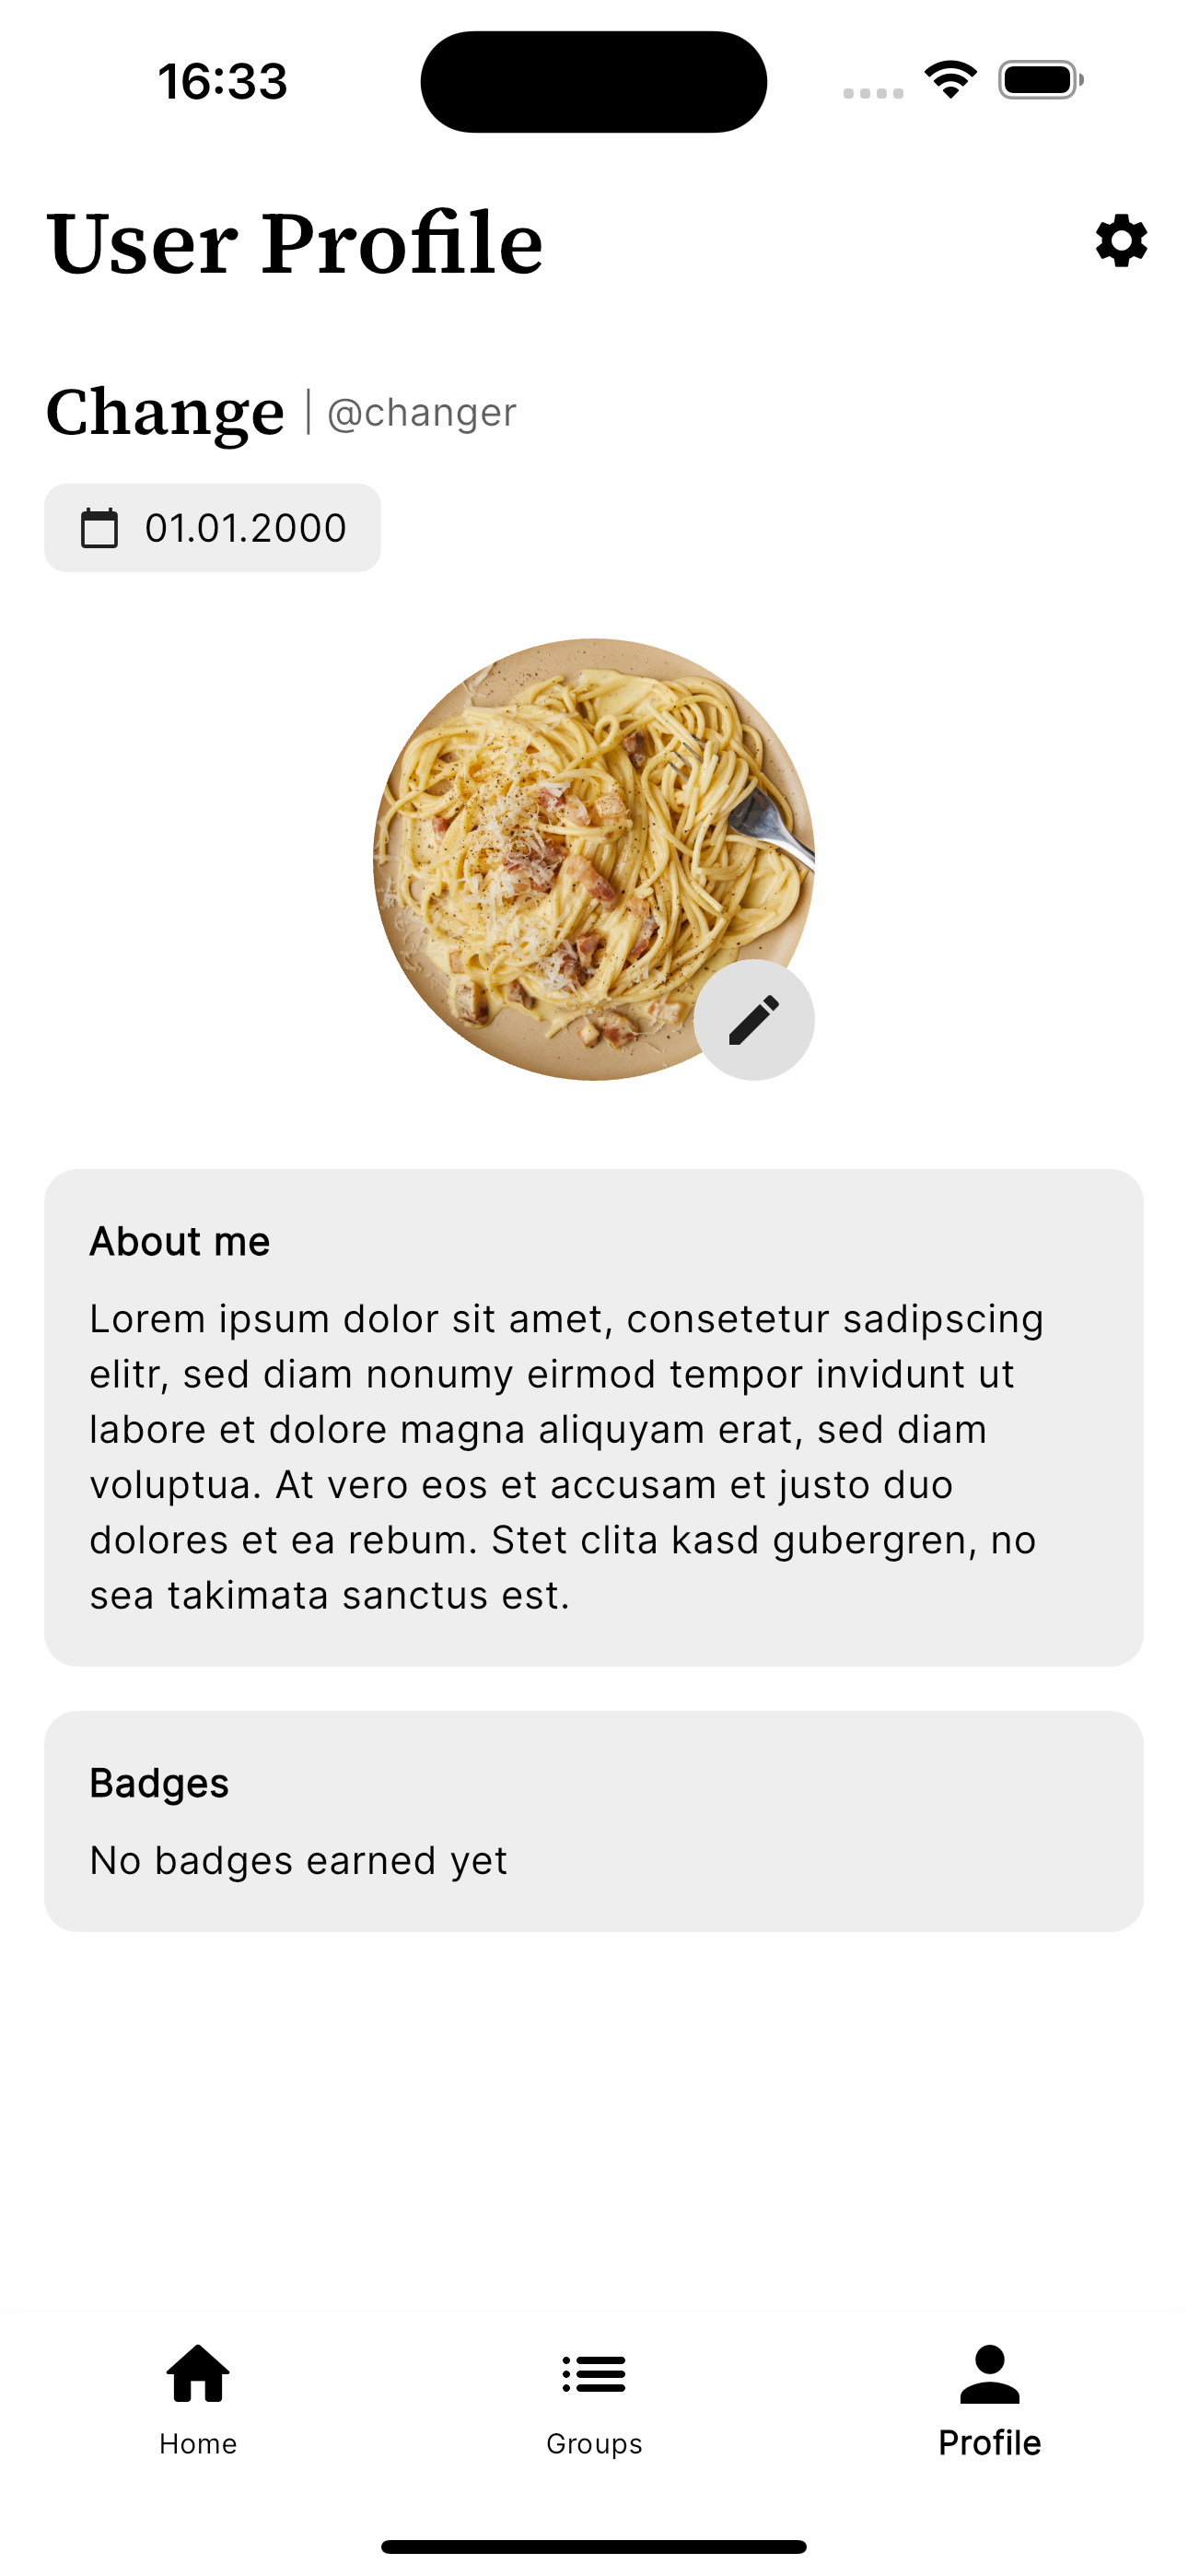 16:33
User Profile
Change | @changer
01.01.2000
About me
Lorem ipsum dolor sit amet, consetetur sadipscing
elitr, sed diam nonumy eirmod tempor invidunt ut
labore et dolore magna aliquyam erat, sed diam
voluptua. At vero eos et accusam et justo duo
dolores et ea rebum. Stet clita kasd gubergren, no
sea takimata sanctus est.
Badges
No badges earned yet
Home
Groups
Profile